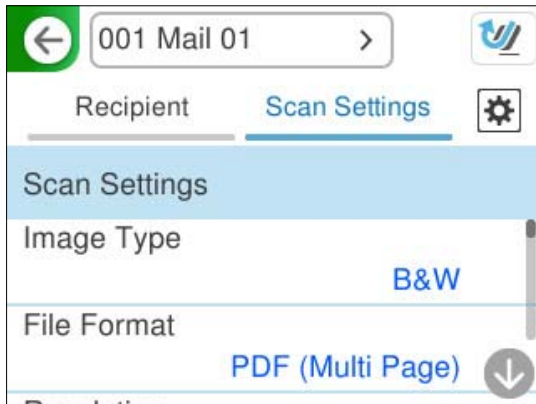 001 Mail 01 >
Recipient
Scan Settings
Scan Settings
Image Type
B&W
File Format
PDF (Multi Page)